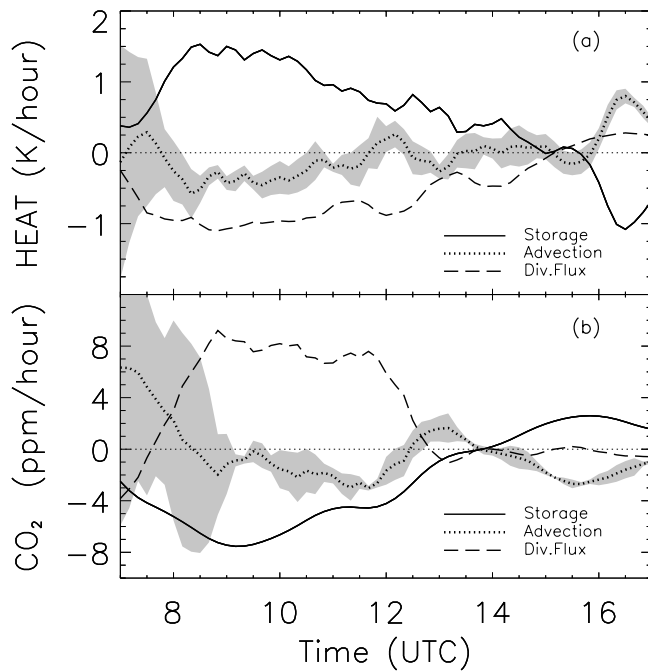 2
1
0
−1
HEAT (K/hour)
(a)
Storage
Advection
Div.Flux
8
4
0
−4
−8
CO₂ (ppm/hour)
(b)
Storage
Advection
Div.Flux
8 10 12 14 16
Time (UTC)